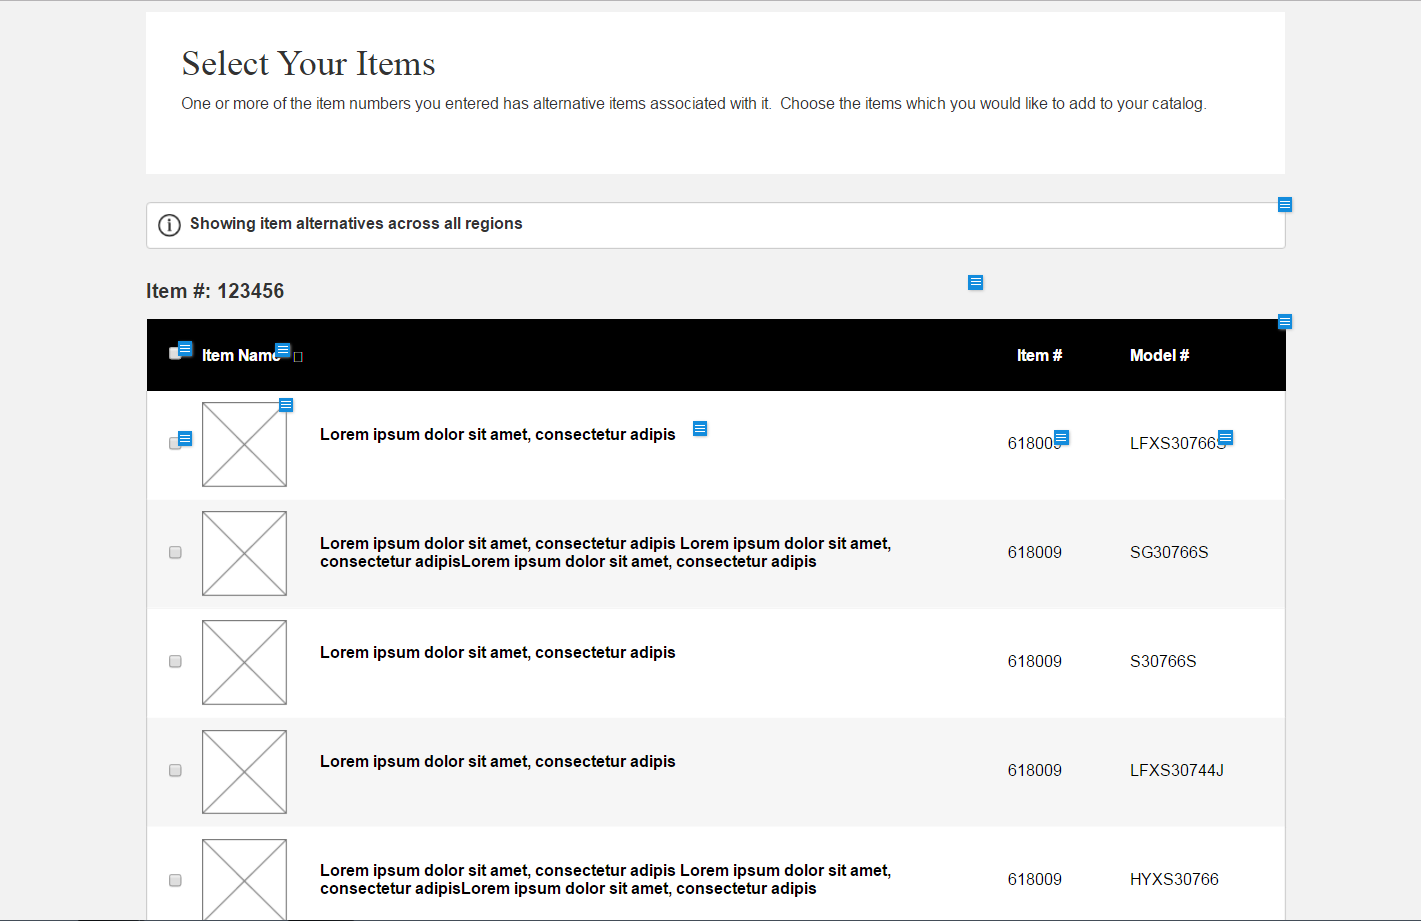 Select Your Items
One or more of the item numbers you entered has alternative items associated with it.  Choose the items which you would like to add to your catalog.
Showing item alternatives across all regions
Item #: 123456
Item Name Item # Model #
Lorem ipsum dolor sit amet, consectetur adipis 618009 LFXS30766S
Lorem ipsum dolor sit amet, consectetur adipis Lorem ipsum dolor sit amet,
consectetur adipisLorem ipsum dolor sit amet, consectetur adipis
618009 SG30766S
Lorem ipsum dolor sit amet, consectetur adipis 618009 S30766S
Lorem ipsum dolor sit amet, consectetur adipis 618009 LFXS30744J
Lorem ipsum dolor sit amet, consectetur adipis Lorem ipsum dolor sit amet,
consectetur adipisLorem ipsum dolor sit amet, consectetur adipis
618009 HYXS30766